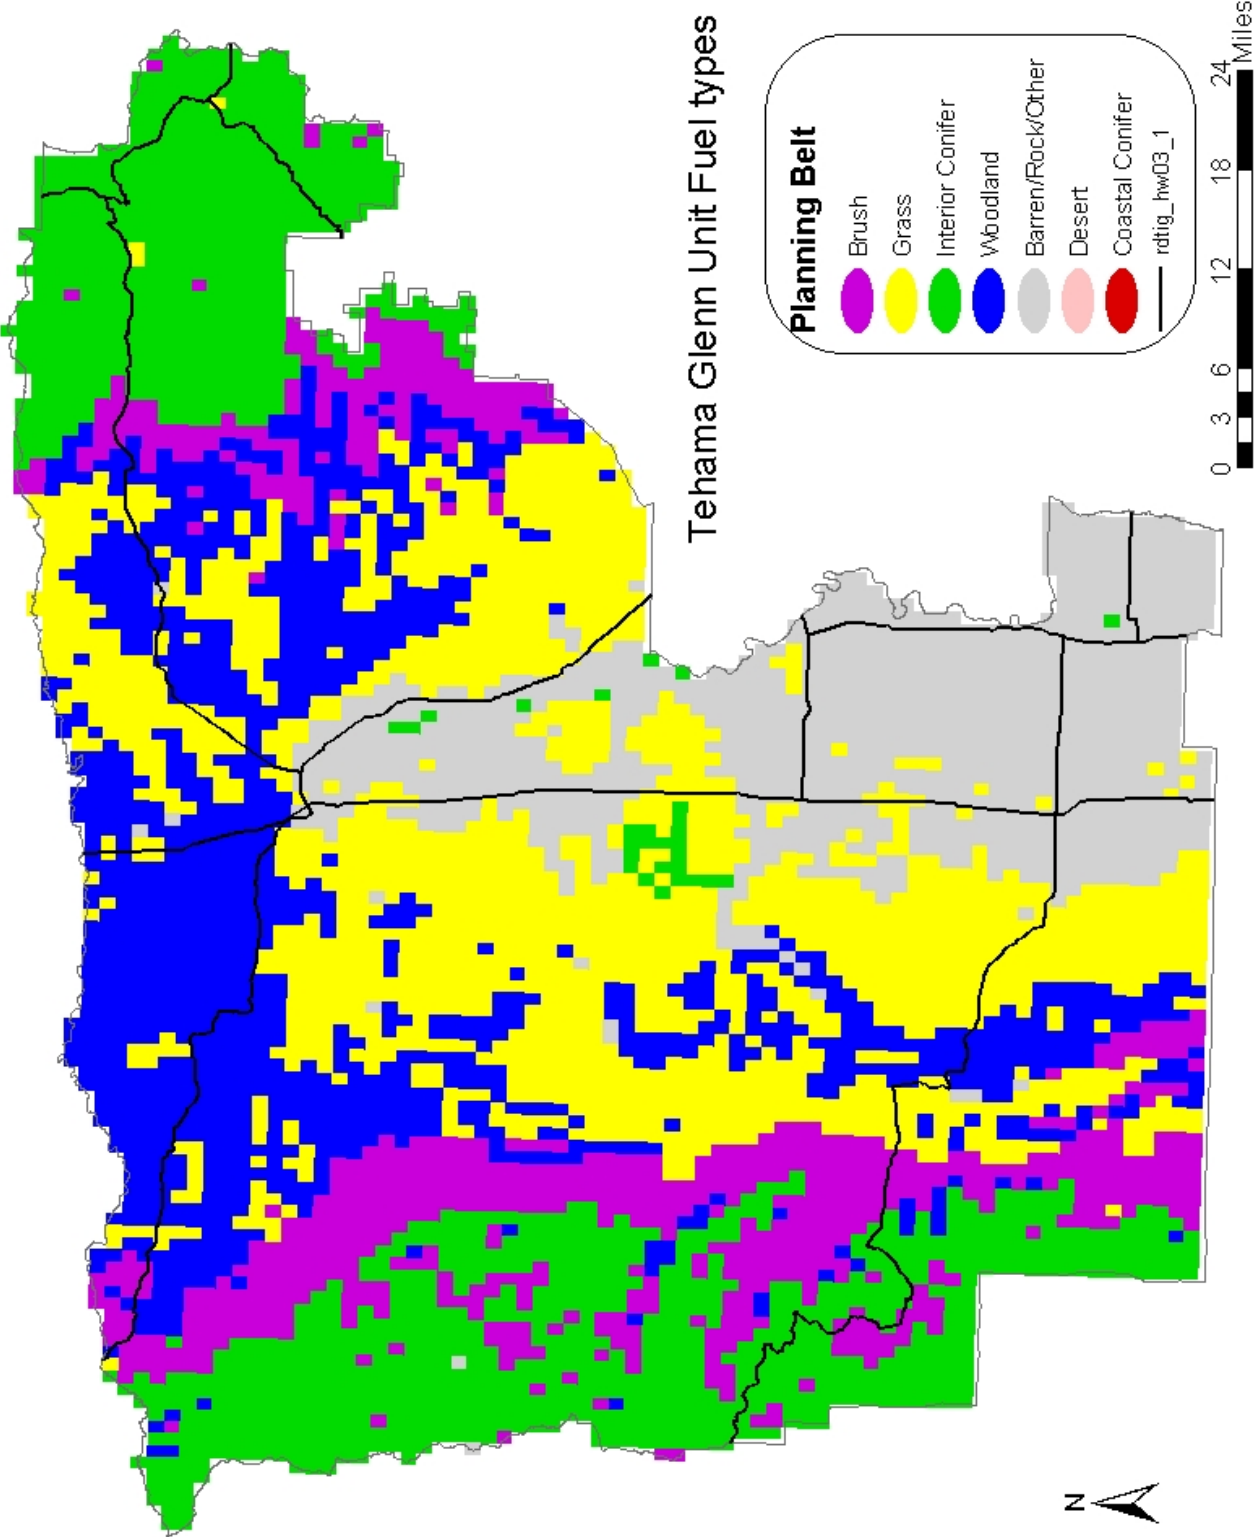 Tehama Glenn Unit Fuel types
Planning Belt
Brush
Grass
Interior Conifer
Woodland
Barren/Rock/Other
Desert
Coastal Conifer
rdtig_hw03_1
0 3 6 12 18 24
Miles
N